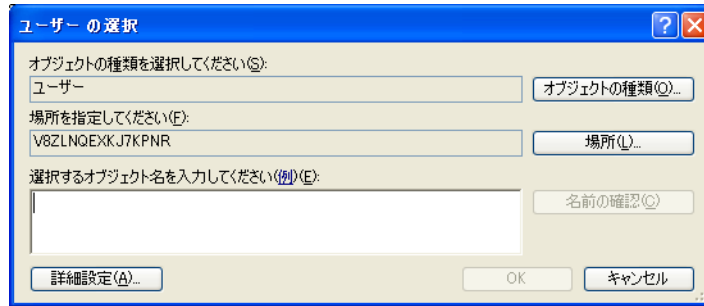 ユーザー の選択
オブジェクトの種類を選択してください(S):
ユーザー
オブジェクトの種類(O)...
場所を指定してください(F):
V8ZLNQEXKJ7KPNR
場所(L)...
選択するオブジェクト名を入力してください(例)(E):
名前の確認(C)
詳細設定(A)...
OK
キャンセル